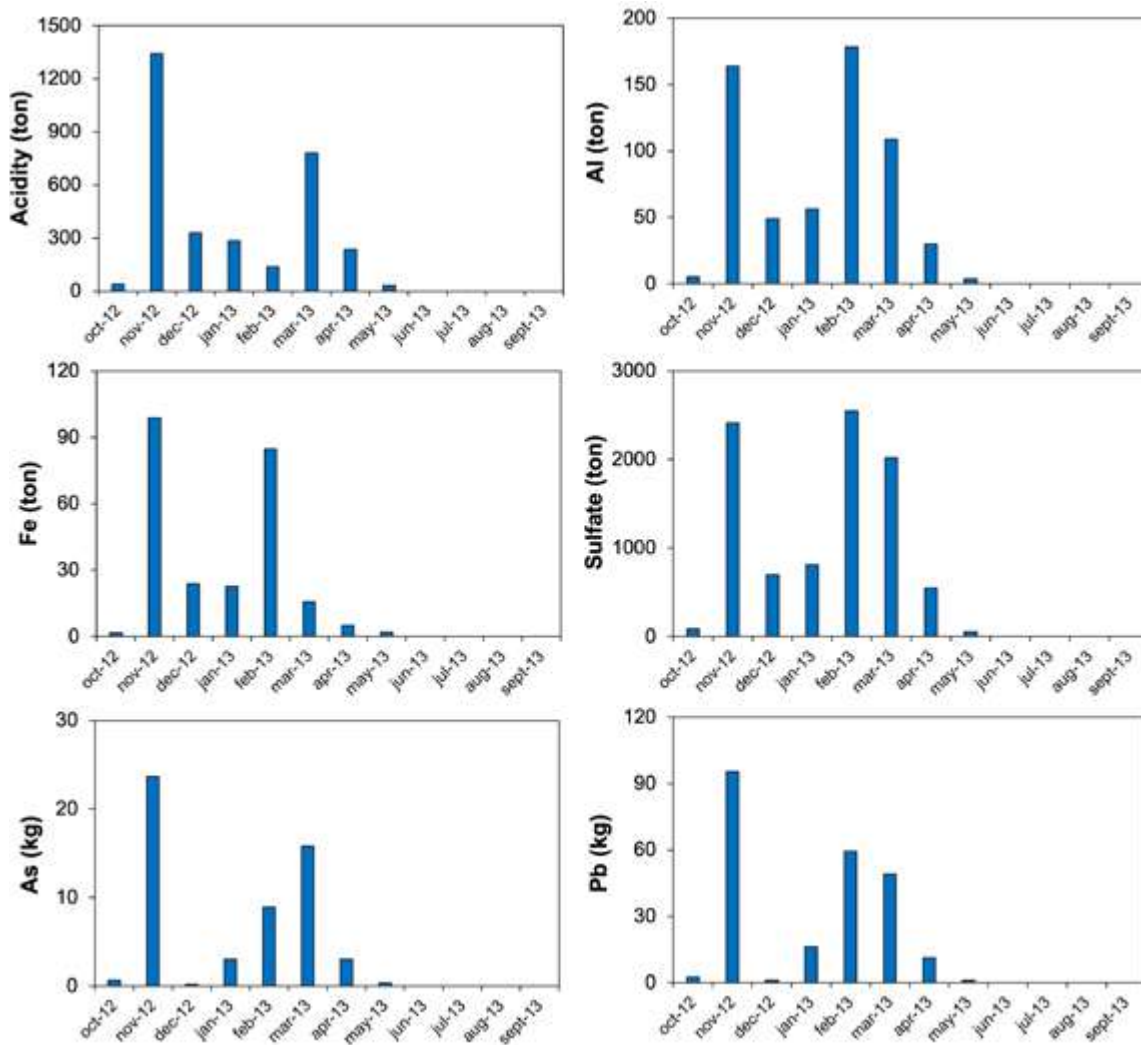 Acidity (ton)
1500
1200
900
600
300
0
oct-12 nov-12 dec-12 jan-13 feb-13 mar-13 apr-13 may-13 jun-13 jul-13 aug-13 sept-13
Al (ton)
200
150
100
50
0
oct-12 nov-12 dec-12 jan-13 feb-13 mar-13 apr-13 may-13 jun-13 jul-13 aug-13 sept-13
Fe (ton)
120
90
60
30
0
oct-12 nov-12 dec-12 jan-13 feb-13 mar-13 apr-13 may-13 jun-13 jul-13 aug-13 sept-13
Sulfate (ton)
3000
2000
1000
0
oct-12 nov-12 dec-12 jan-13 feb-13 mar-13 apr-13 may-13 jun-13 jul-13 aug-13 sept-13
As (kg)
30
20
10
0
oct-12 nov-12 dec-12 jan-13 feb-13 mar-13 apr-13 may-13 jun-13 jul-13 aug-13 sept-13
Pb (kg)
120
90
60
30
0
oct-12 nov-12 dec-12 jan-13 feb-13 mar-13 apr-13 may-13 jun-13 jul-13 aug-13 sept-13